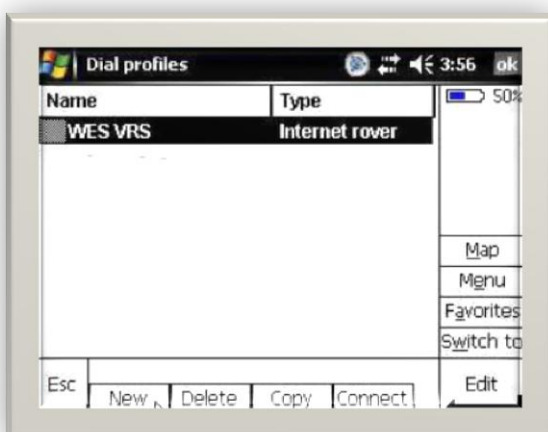 Dial profiles 3:56 ok
Name Type 50%
WES VRS Internet rover
Map
Menu
Favorites
Switch to
Esc New Delete Copy Connect Edit